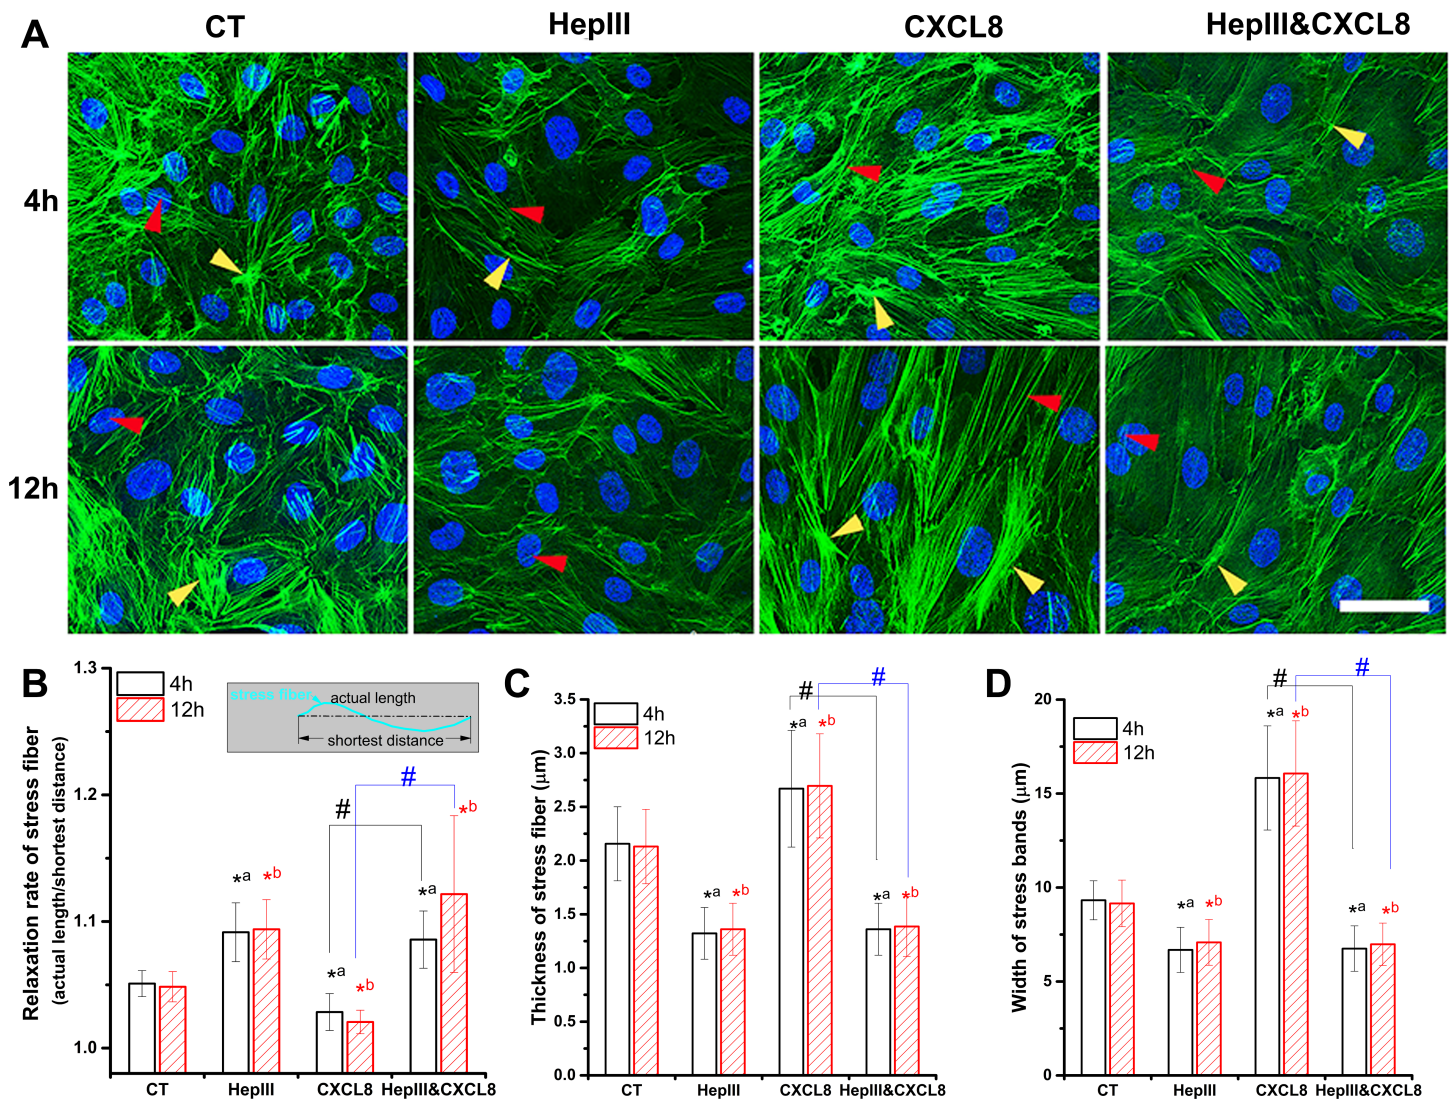 A
CT
HepIII
CXCL8
HepIII&CXCL8
4h
12h
B
4h
12h
stress fiber
actual length
shortest distance
Relaxation rate of stress fiber
(actual length/shortest distance)
1.3
1.2
1.1
1.0
*a
*b
*a
*b
*a
*b
#
#
CT
HepIII
CXCL8
HepIII&CXCL8
C
4h
12h
Thickness of stress fiber (μm)
3.5
3.0
2.5
2.0
1.5
1.0
0.5
0.0
*a
*b
*a
*b
*a
*b
#
#
CT
HepIII
CXCL8
HepIII&CXCL8
D
4h
12h
Width of stress bands (μm)
20
15
10
5
0
*a
*b
*a
*b
*a
*b
#
#
CT
HepIII
CXCL8
HepIII&CXCL8